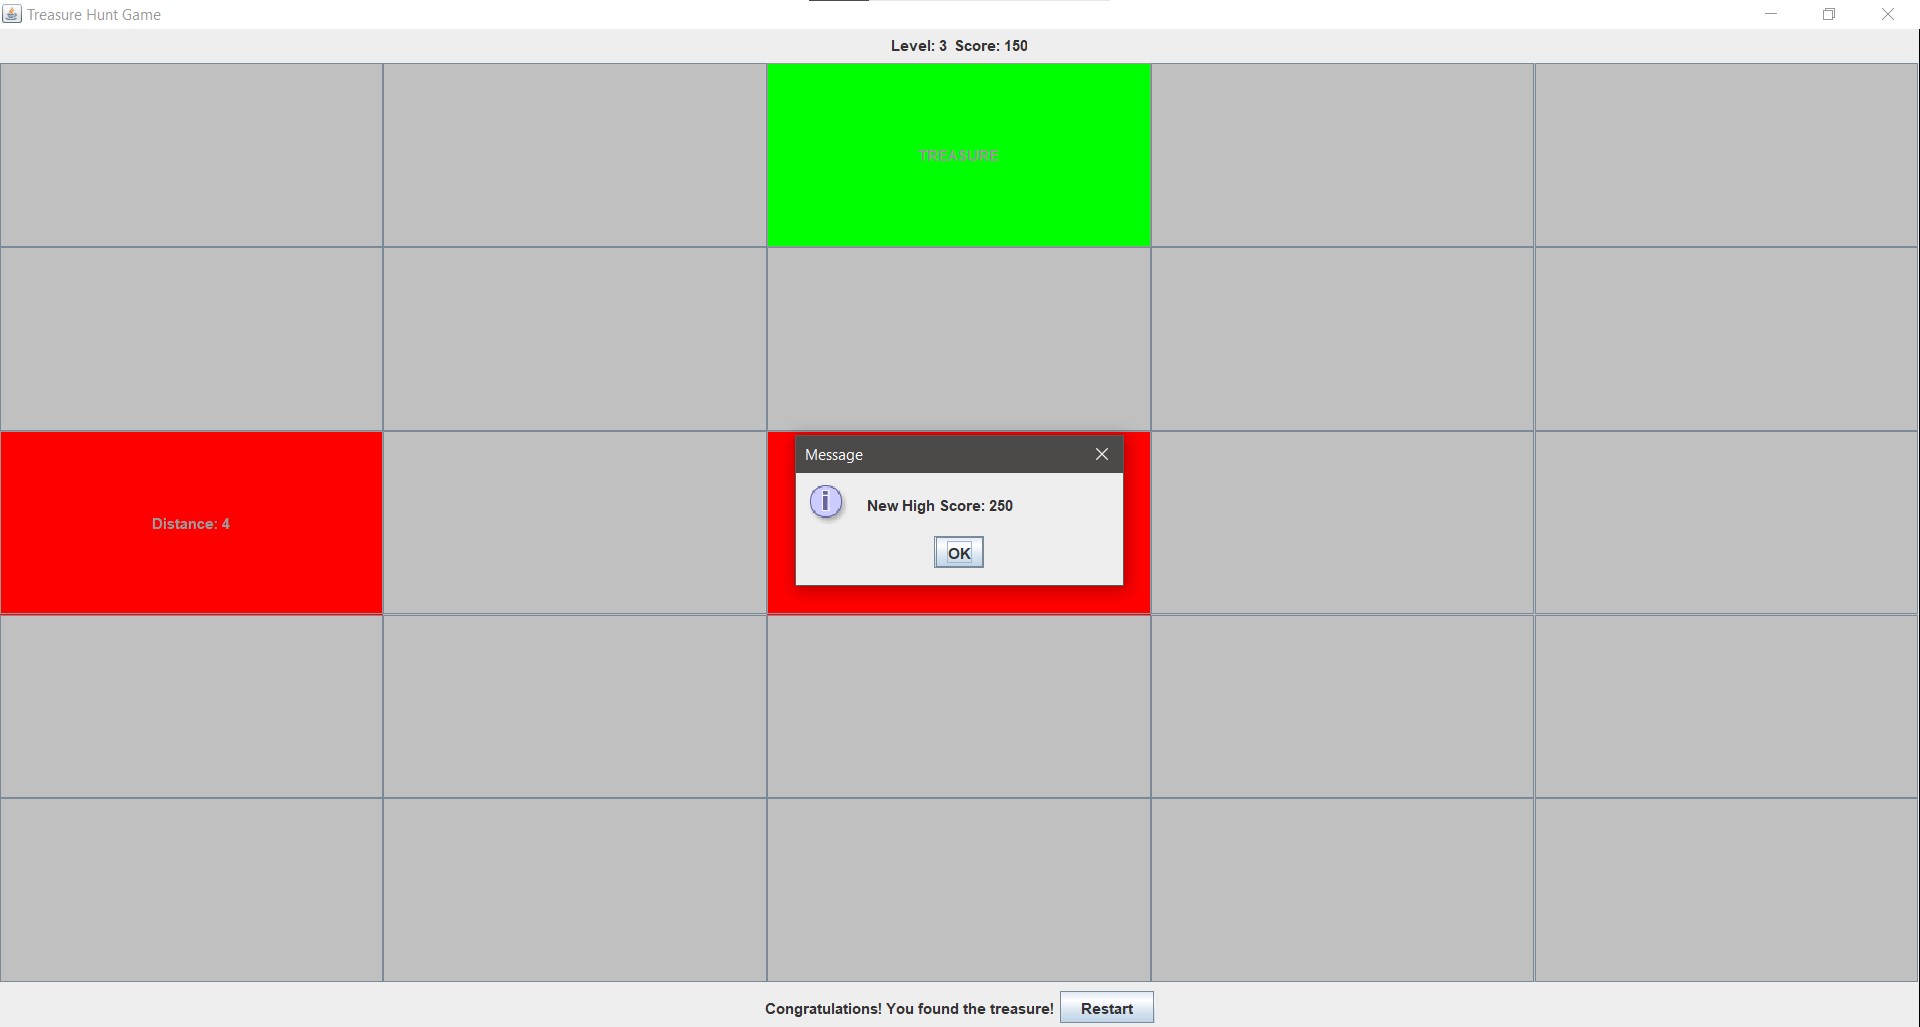 Treasure Hunt Game
Level: 3 Score: 150
TREASURE
Distance: 4
Message
New High Score: 250
OK
Congratulations! You found the treasure!
Restart